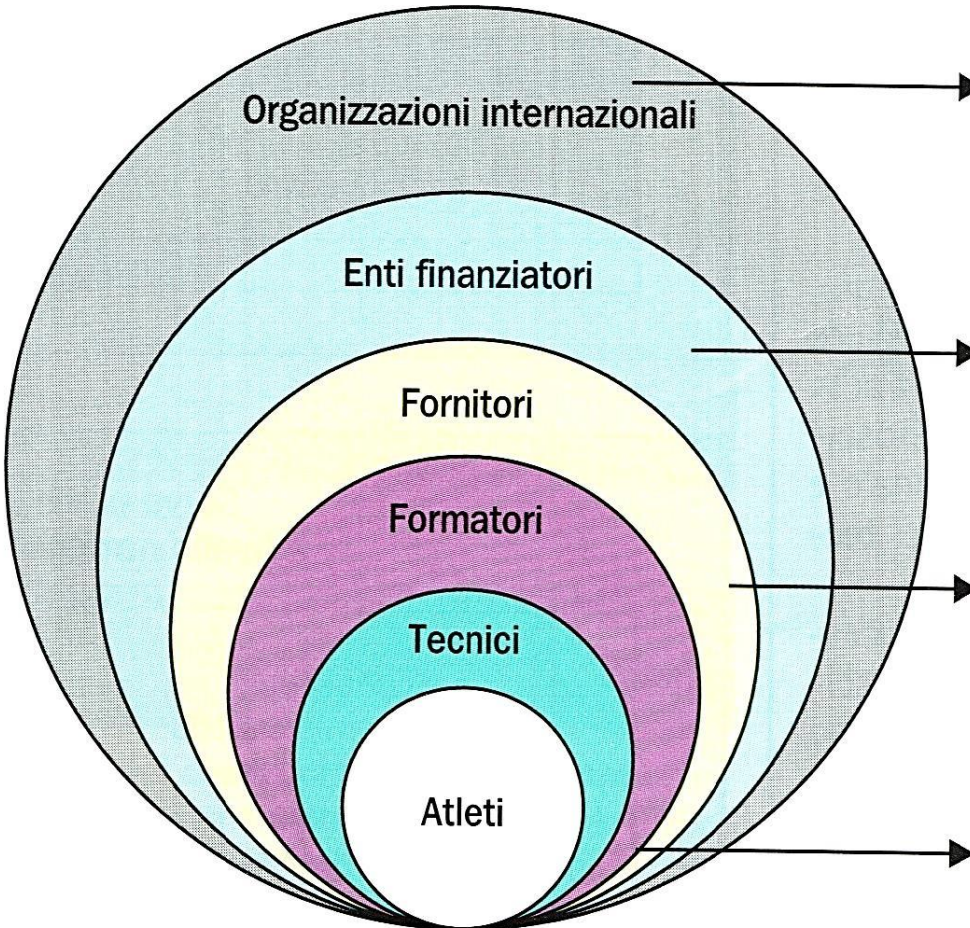 Organizzazioni internazionali
Enti finanziatori
Fornitori
Formatori
Tecnici
Atleti